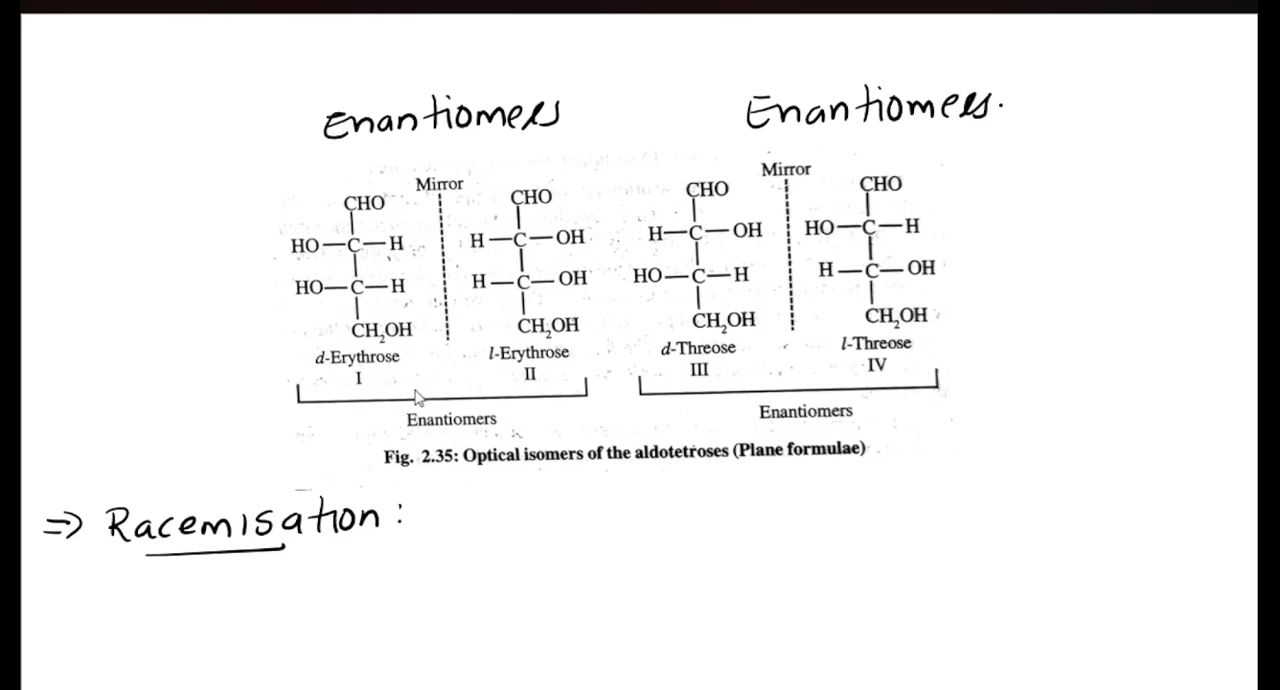 Enantiomers Enantiomers.
Mirror Mirror
CHO CHO CHO CHO
HO—C—H H—C—OH H—C—OH HO—C—H
HO—C—H H—C—OH HO—C—H H—C—OH
CH₂OH CH₂OH CH₂OH CH₂OH
d-Erythrose l-Erythrose d-Threose l-Threose
I II III IV
Enantiomers Enantiomers
Fig. 2.35: Optical isomers of the aldotetroses (Plane formulae)
⇒ Racemisation :